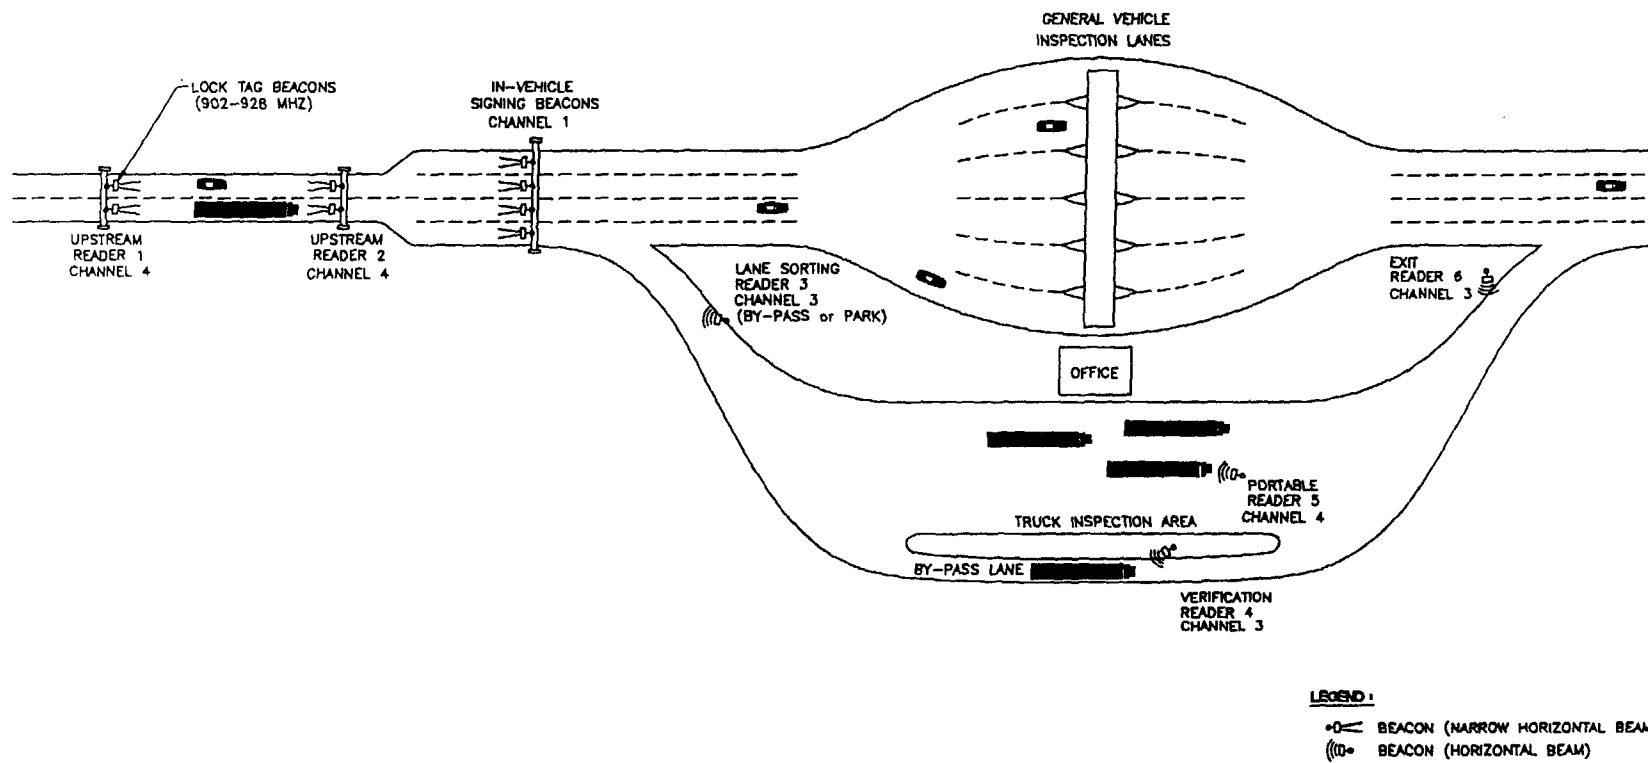 GENERAL VEHICLE
INSPECTION LANES
LOCK TAG BEACONS
(902-928 MHZ)
IN-VEHICLE
SIGNING BEACONS
CHANNEL 1
UPSTREAM
READER 1
CHANNEL 4
UPSTREAM
READER 2
CHANNEL 4
LANE SORTING
READER 3
CHANNEL 3
(BY-PASS or PARK)
EXIT
READER 6
CHANNEL 3
OFFICE
PORTABLE
READER 5
CHANNEL 4
TRUCK INSPECTION AREA
BY-PASS LANE
VERIFICATION
READER 4
CHANNEL 3
LEGEND:
BEACON (NARROW HORIZONTAL BEAM
BEACON (HORIZONTAL BEAM)